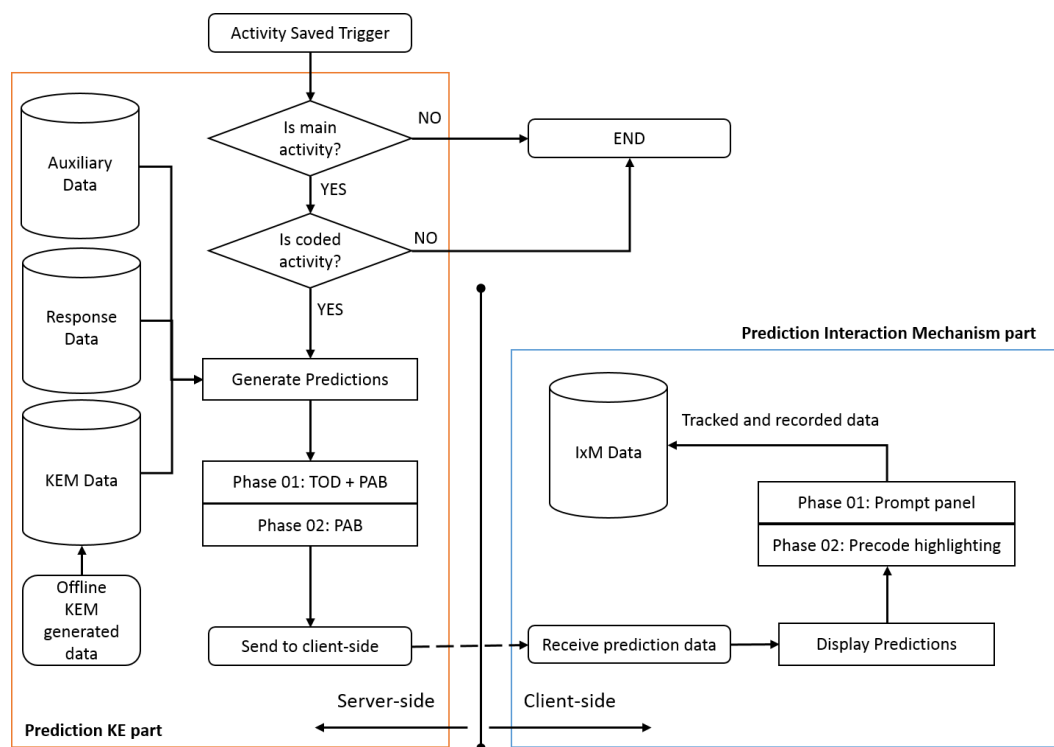 Activity Saved Trigger
Is main
activity?
NO
END
YES
Auxiliary
Data
Is coded
activity?
NO
YES
Response
Data
Generate Predictions
Prediction Interaction Mechanism part
IxM Data
Tracked and recorded data
KEM Data
Phase 01: TOD + PAB
Phase 02: PAB
Phase 01: Prompt panel
Phase 02: Precode highlighting
Offline
KEM
generated
data
Send to client-side
Receive prediction data
Display Predictions
Server-side
Client-side
Prediction KE part